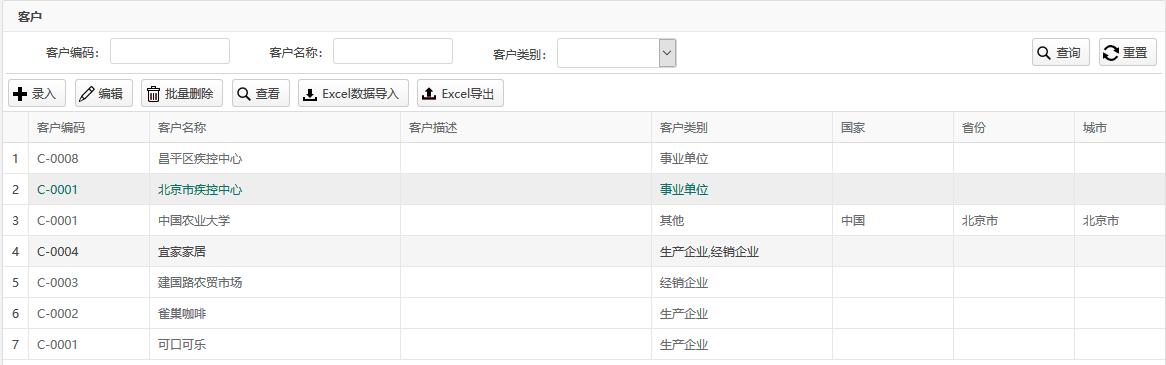 客户
客户编码： 客户名称： 客户类别： 查询 重置
录入 编辑 批量删除 查看 Excel数据导入 Excel导出
客户编码 客户名称 客户描述 客户类别 国家 省份 城市
1 C-0008 昌平区疾控中心 事业单位
2 C-0001 北京市疾控中心 事业单位
3 C-0001 中国农业大学 其他 中国 北京市 北京市
4 C-0004 宜家家居 生产企业,经销企业
5 C-0003 建国路农贸市场 经销企业
6 C-0002 雀巢咖啡 生产企业
7 C-0001 可口可乐 生产企业